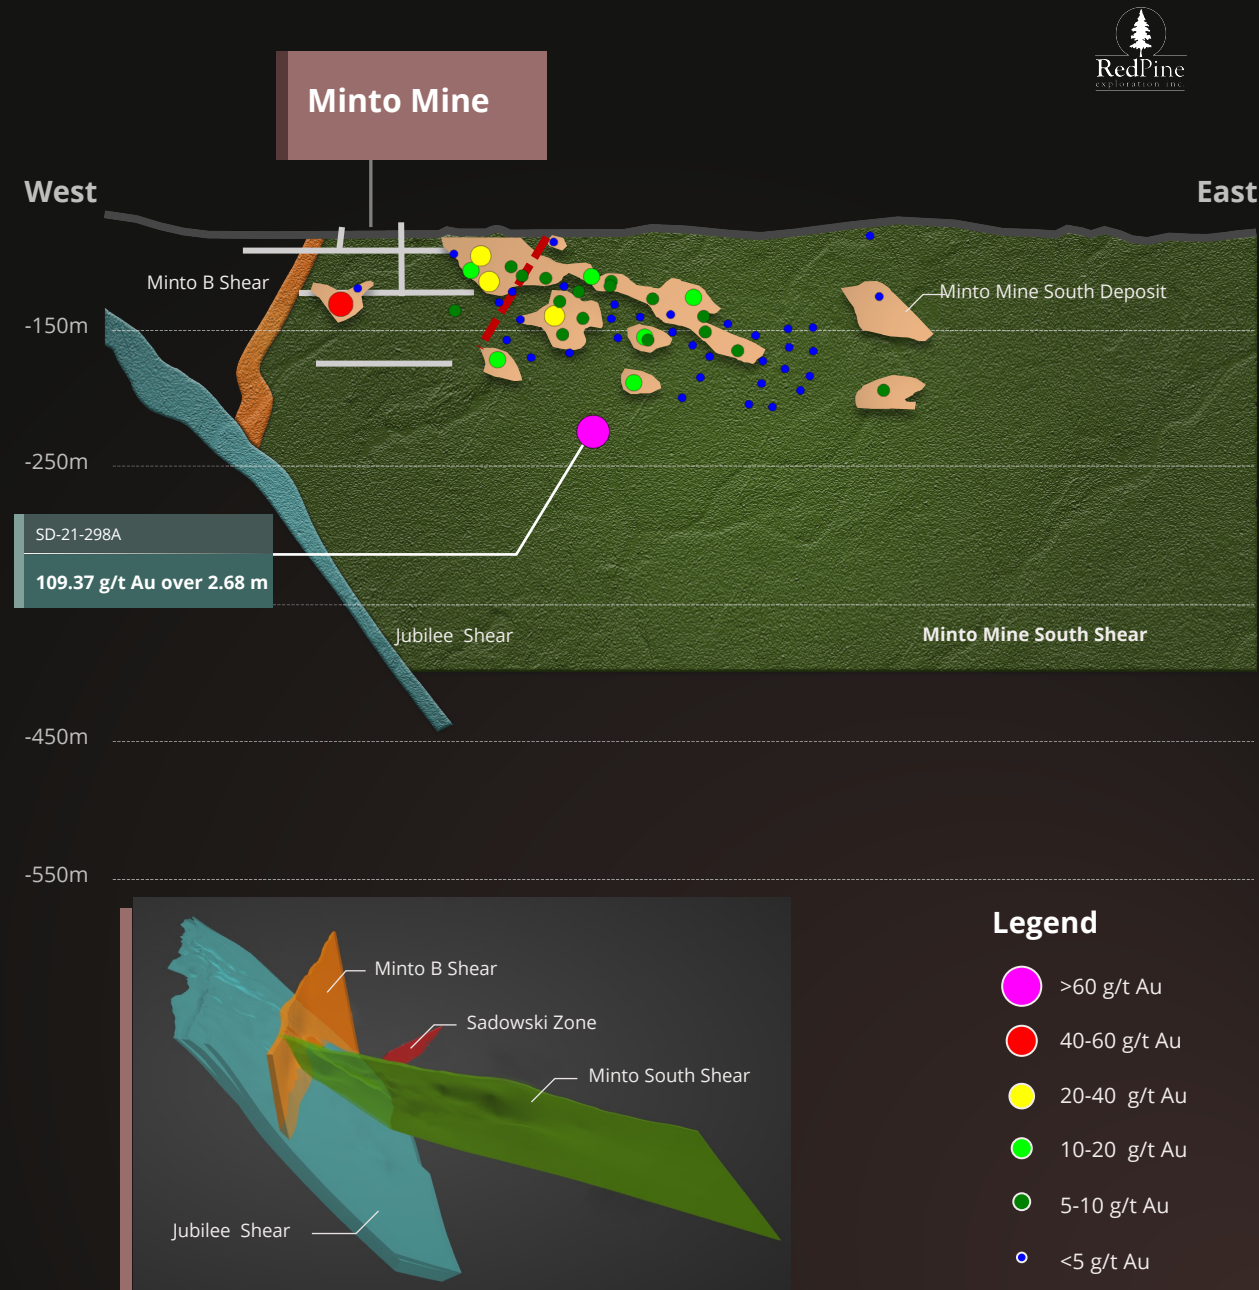 RedPine
exploration inc.
Minto Mine
West
East
Minto B Shear
Minto Mine South Deposit
-150m
-250m
SD-21-298A
109.37 g/t Au over 2.68 m
Jubilee Shear
Minto Mine South Shear
-450m
-550m
Minto B Shear
Sadowski Zone
Minto South Shear
Jubilee Shear
Legend
>60 g/t Au
40-60 g/t Au
20-40 g/t Au
10-20 g/t Au
5-10 g/t Au
<5 g/t Au